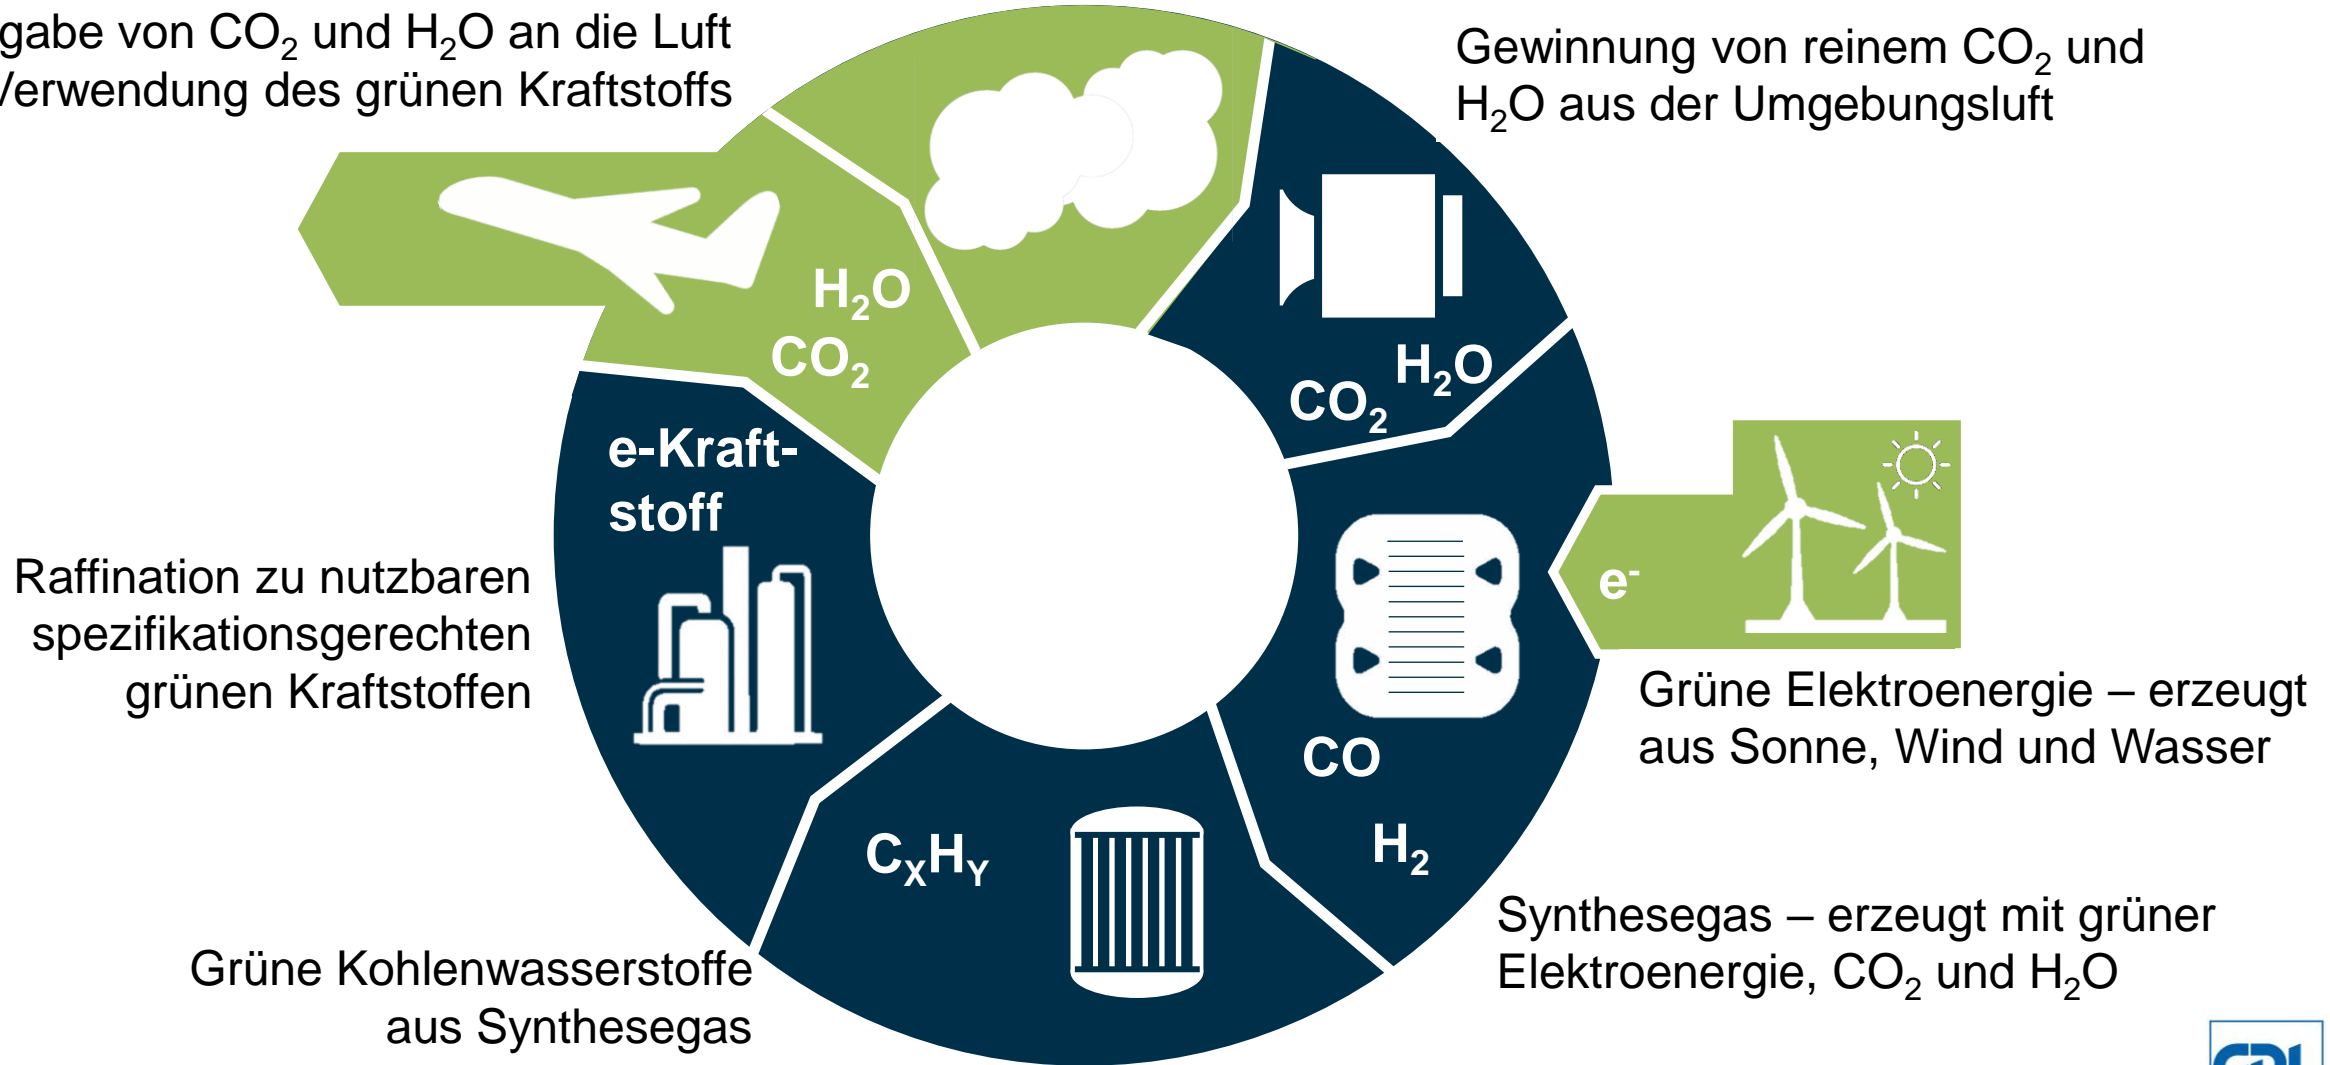 gabe von CO₂ und H₂O an die Luft
Verwendung des grünen Kraftstoffs
Gewinnung von reinem CO₂ und
H₂O aus der Umgebungsluft
H₂O
CO₂
H₂O
CO₂
e-Kraft-
stoff
e⁻
Raffination zu nutzbaren
spezifikationsgerechten
grünen Kraftstoffen
Grüne Elektroenergie – erzeugt
aus Sonne, Wind und Wasser
CO
H₂
CₓHᵧ
Synthesegas – erzeugt mit grüner
Elektroenergie, CO₂ und H₂O
Grüne Kohlenwasserstoffe
aus Synthesegas